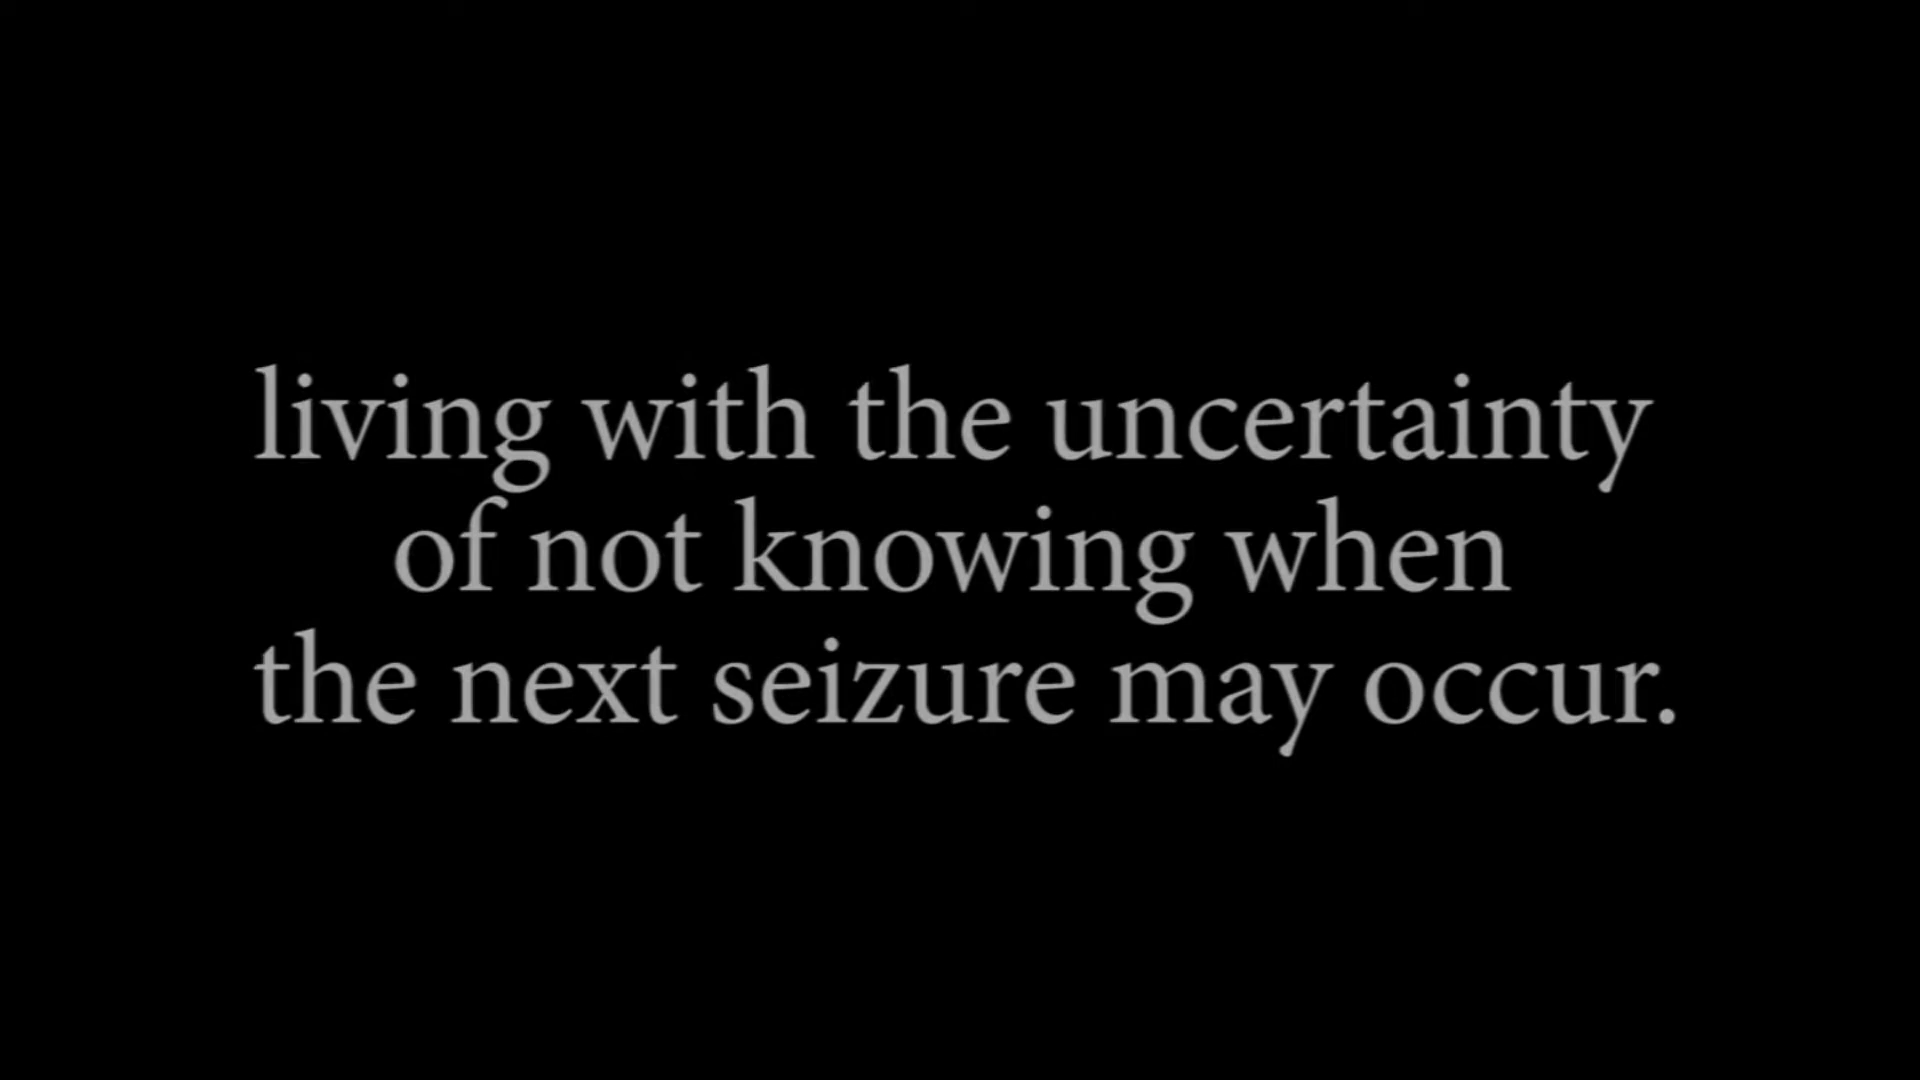 living with the uncertainty
of not knowing when
the next seizure may occur.